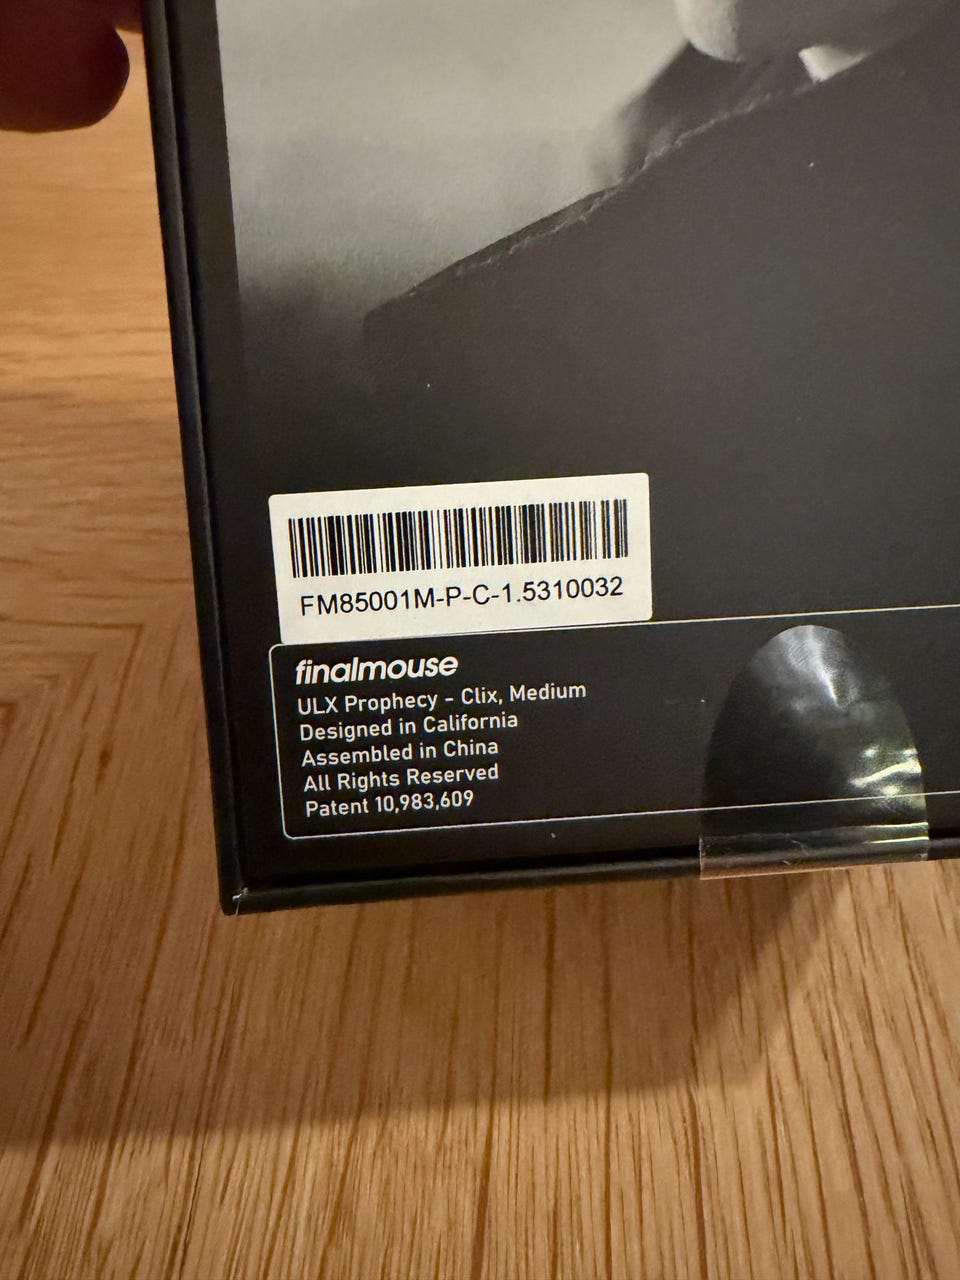 FM85001M-P-C-1.5310032
finalmouse
ULX Prophecy - Clix, Medium
Designed in California
Assembled in China
All Rights Reserved
Patent 10,983,609